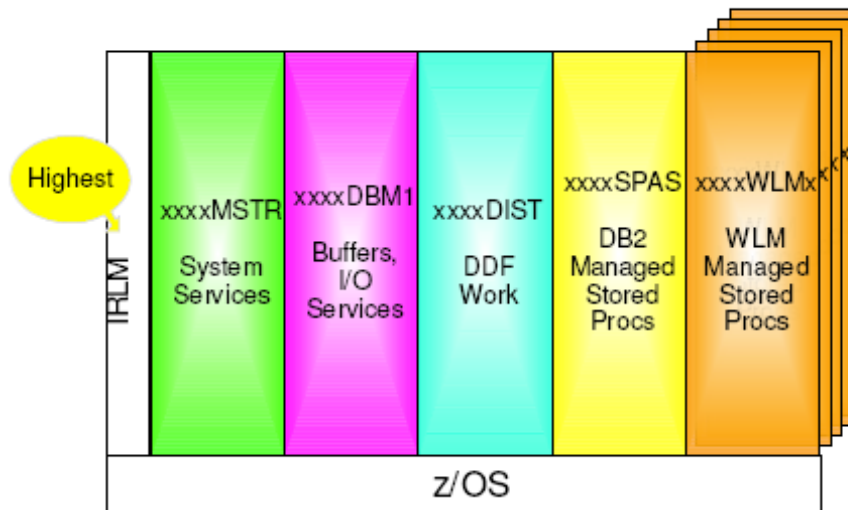 Highest
IRLM
xxxxMSTR
System
Services
xxxxDBM1
Buffers,
I/O
Services
xxxxDIST
DDF
Work
xxxxSPAS
DB2
Managed
Stored
Procs
xxxxWLMx
WLM
Managed
Stored
Procs
z/OS